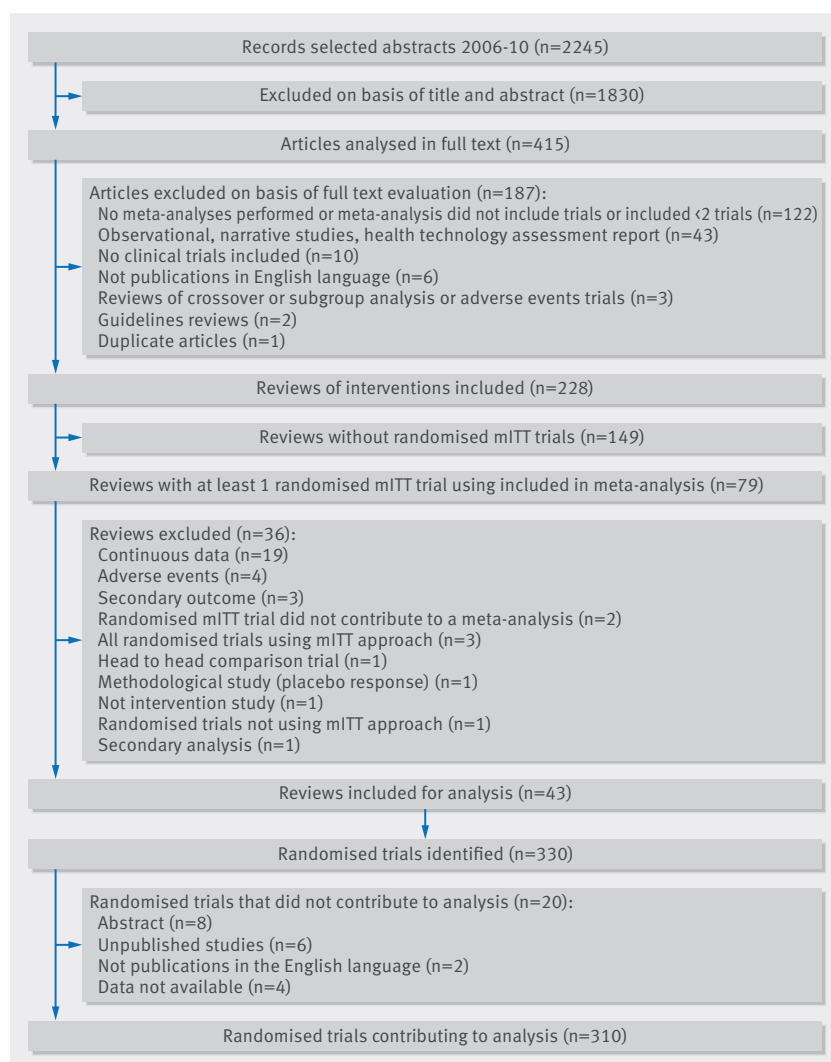 Records selected abstracts 2006-10 (n=2245)
Excluded on basis of title and abstract (n=1830)
Articles analysed in full text (n=415)
Articles excluded on basis of full text evaluation (n=187):
No meta-analyses performed or meta-analysis did not include trials or included <2 trials (n=122)
Observational, narrative studies, health technology assessment report (n=43)
No clinical trials included (n=10)
Not publications in English language (n=6)
Reviews of crossover or subgroup analysis or adverse events trials (n=3)
Guidelines reviews (n=2)
Duplicate articles (n=1)
Reviews of interventions included (n=228)
Reviews without randomised mITT trials (n=149)
Reviews with at least 1 randomised mITT trial using included in meta-analysis (n=79)
Reviews excluded (n=36):
Continuous data (n=19)
Adverse events (n=4)
Secondary outcome (n=3)
Randomised mITT trial did not contribute to a meta-analysis (n=2)
All randomised trials using mITT approach (n=3)
Head to head comparison trial (n=1)
Methodological study (placebo response) (n=1)
Not intervention study (n=1)
Randomised trials not using mITT approach (n=1)
Secondary analysis (n=1)
Reviews included for analysis (n=43)
Randomised trials identified (n=330)
Randomised trials that did not contribute to analysis (n=20):
Abstract (n=8)
Unpublished studies (n=6)
Not publications in the English language (n=2)
Data not available (n=4)
Randomised trials contributing to analysis (n=310)